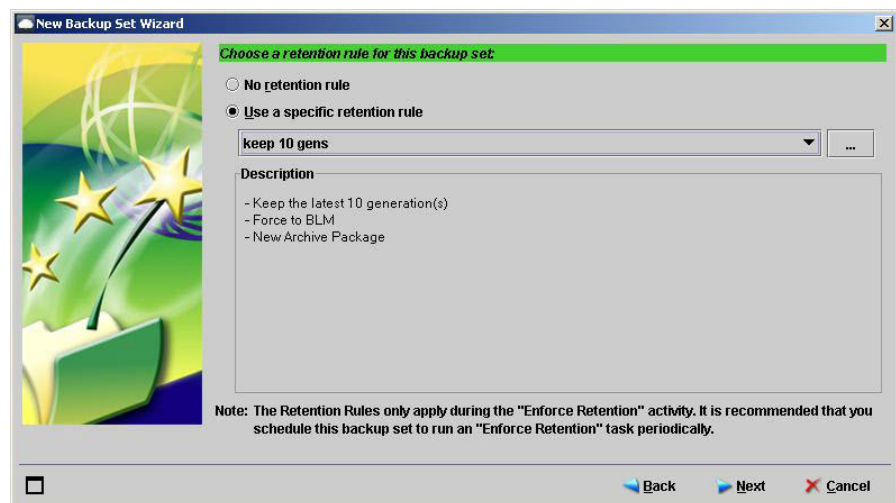 New Backup Set Wizard
Choose a retention rule for this backup set:
No retention rule
Use a specific retention rule
keep 10 gens
...
Description
- Keep the latest 10 generation(s)
- Force to BLM
- New Archive Package
Note: The Retention Rules only apply during the "Enforce Retention" activity. It is recommended that you
schedule this backup set to run an "Enforce Retention" task periodically.
Back Next Cancel